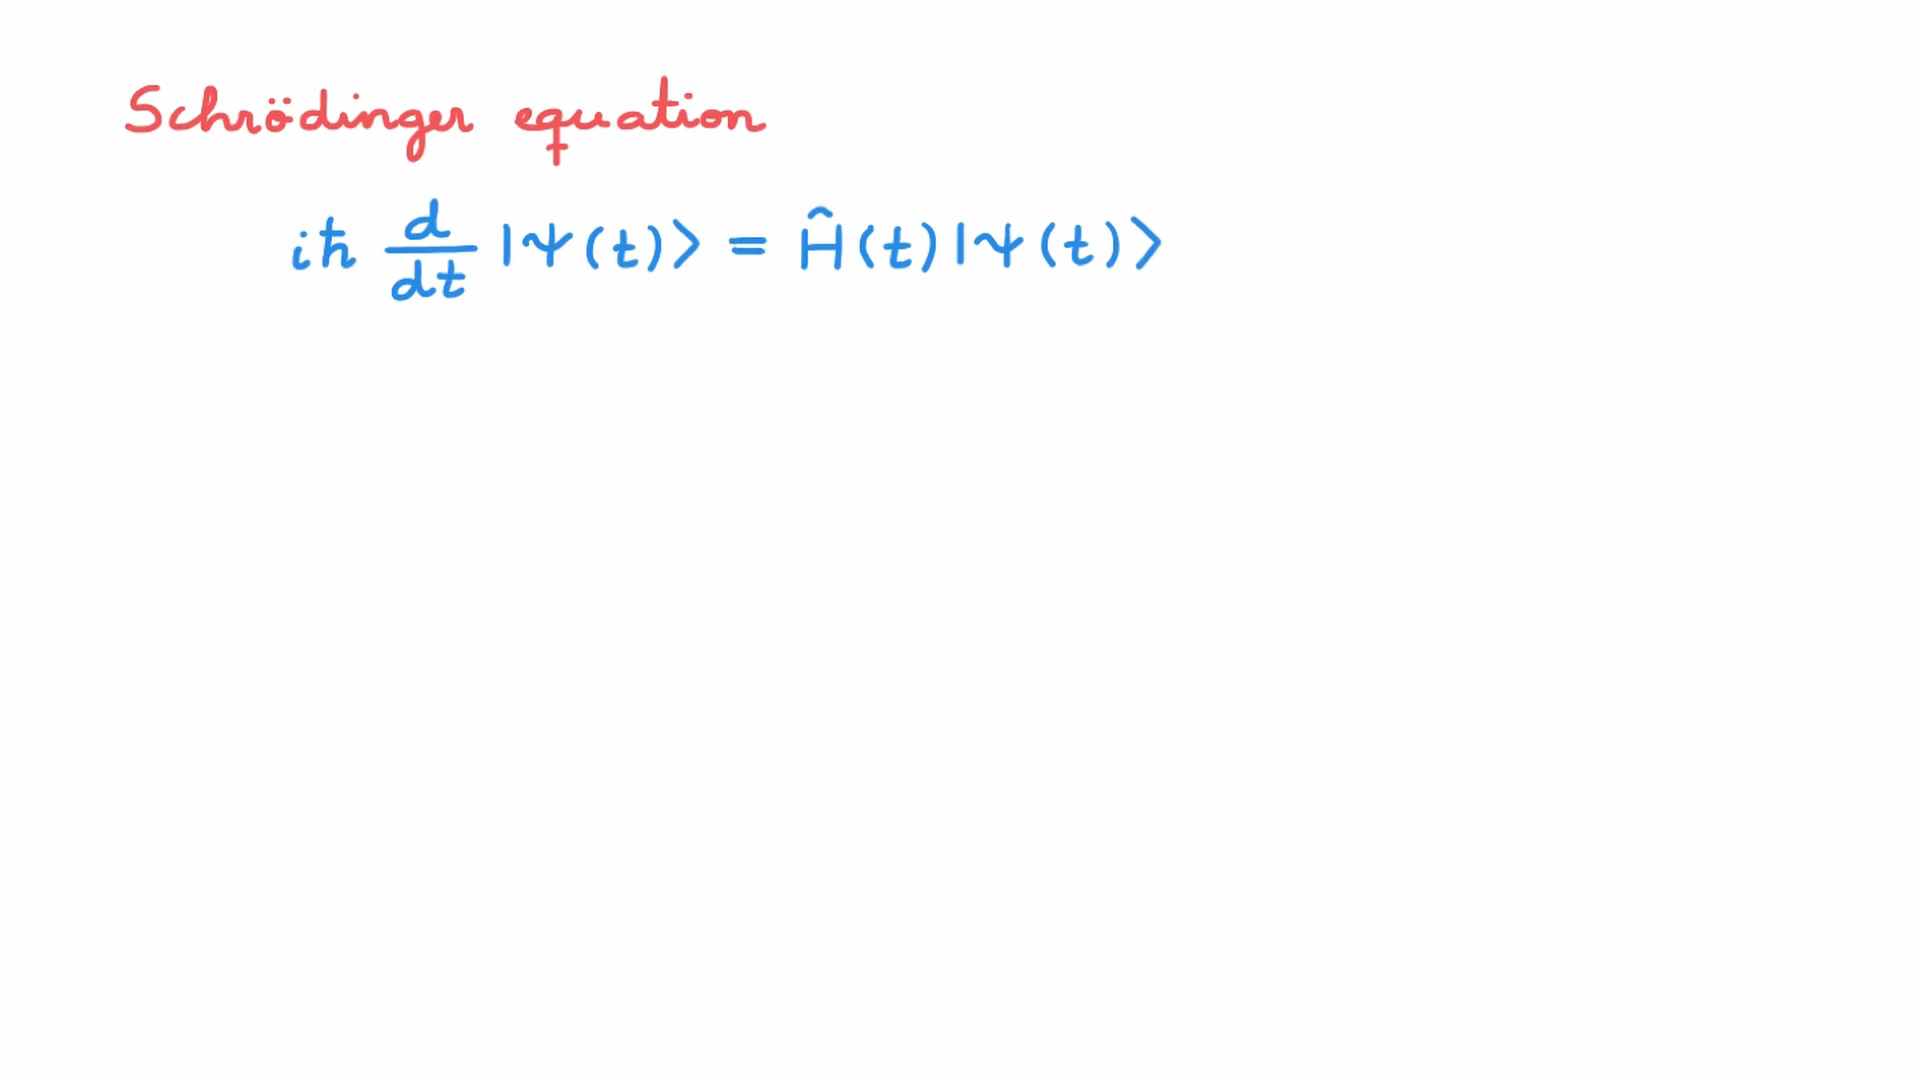 Schrödinger equation
iħ d/dt |Ψ(t)⟩ = Ĥ(t)|Ψ(t)⟩